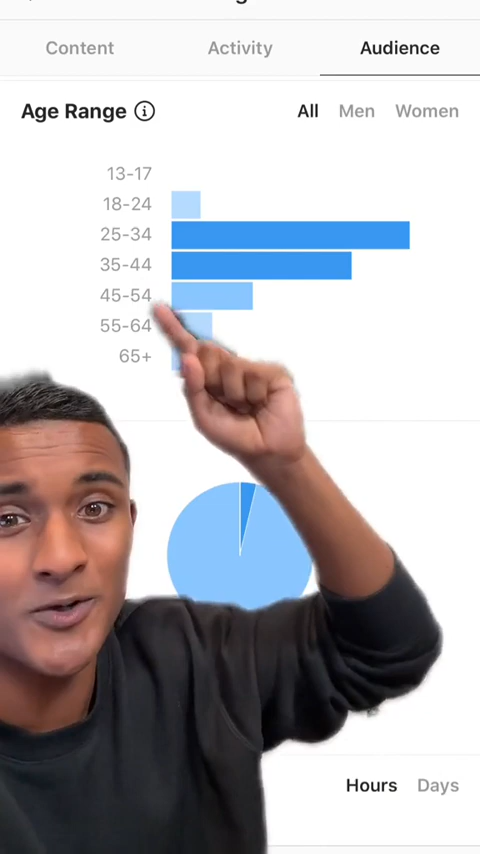 Content Activity Audience
Age Range All Men Women
13-17
18-24
25-34
35-44
45-54
55-64
65+
Hours Days